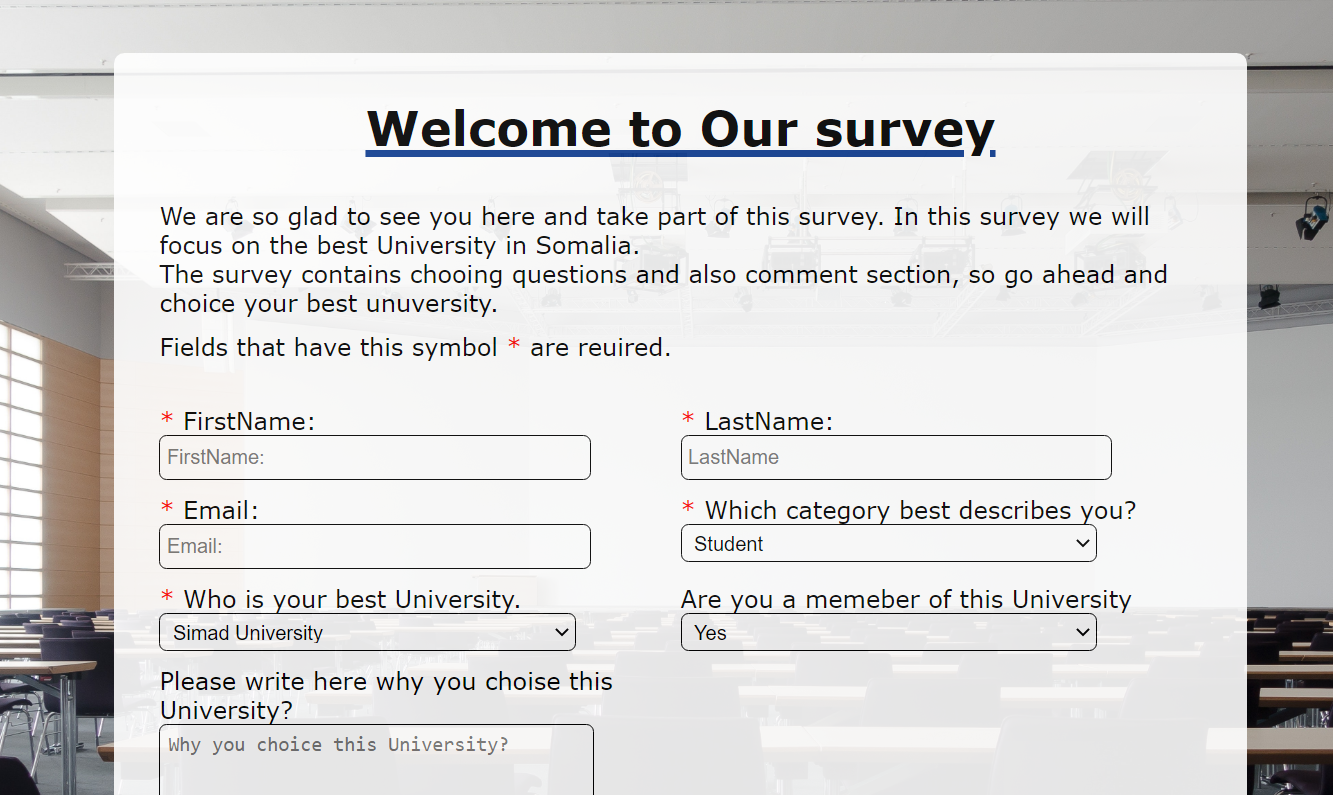 Welcome to Our survey
We are so glad to see you here and take part of this survey. In this survey we will
focus on the best University in Somalia.
The survey contains chooing questions and also comment section, so go ahead and
choice your best unuversity.
Fields that have this symbol * are reuired.
* FirstName:
* LastName:
FirstName:
LastName
* Email:
* Which category best describes you?
Email:
Student
* Who is your best University.
Are you a memeber of this University
Simad University
Yes
Please write here why you choise this
University?
Why you choice this University?